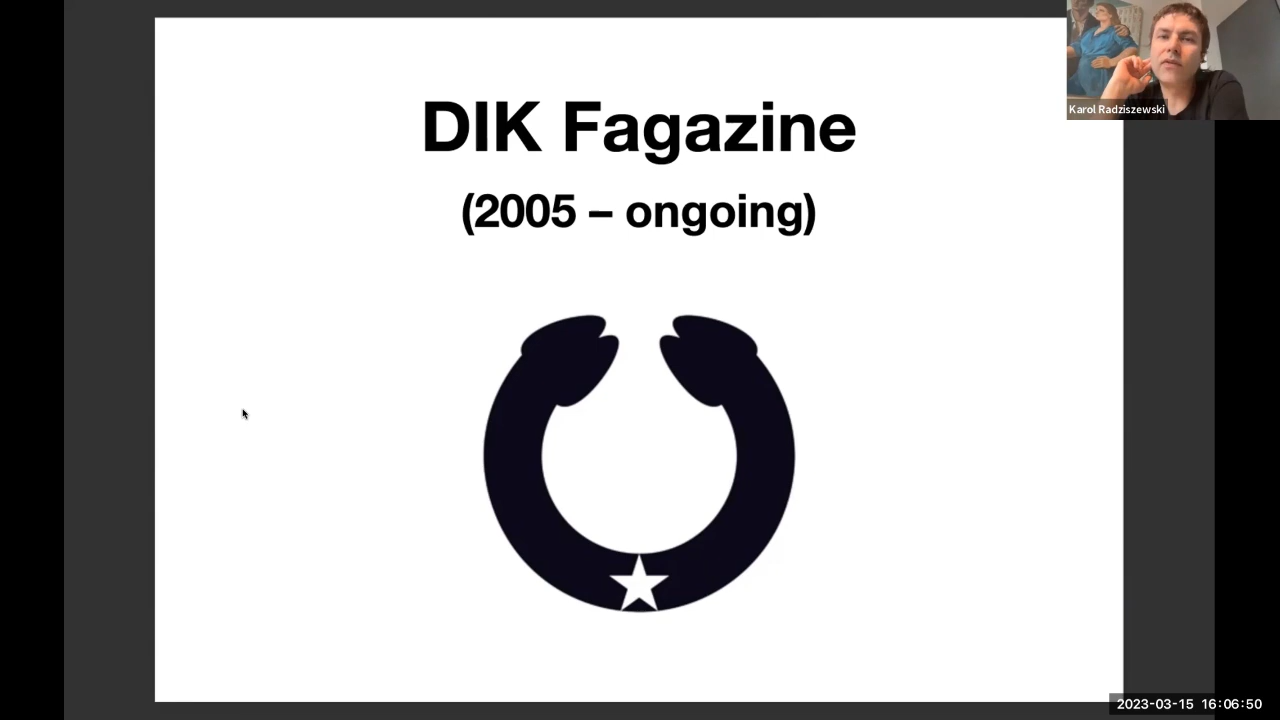 DIK Fagazine
(2005 – ongoing)
Karol Radziszewski
2023-03-15 16:06:50